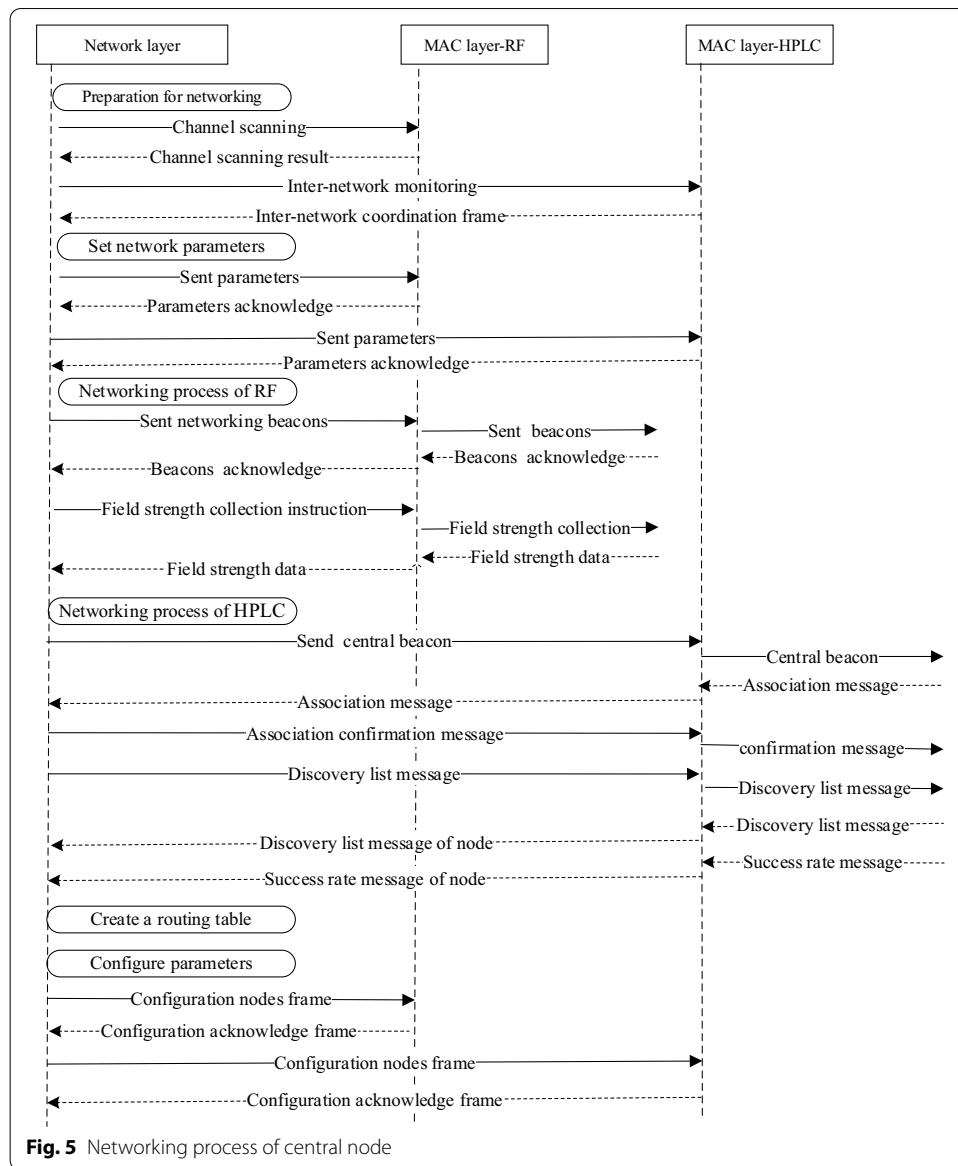 Network layer
MAC layer-RF
MAC layer-HPLC
Preparation for networking
Channel scanning
Channel scanning result
Inter-network monitoring
Inter-network coordination frame
Set network parameters
Sent parameters
Parameters acknowledge
Sent parameters
Parameters acknowledge
Networking process of RF
Sent networking beacons
Sent beacons
Beacons acknowledge
Beacons acknowledge
Field strength collection instruction
Field strength collection
Field strength data
Field strength data
Networking process of HPLC
Send central beacon
Central beacon
Association message
Association message
Association confirmation message
confirmation message
Discovery list message
Discovery list message
Discovery list message
Discovery list message of node
Success rate message
Success rate message of node
Create a routing table
Configure parameters
Configuration nodes frame
Configuration acknowledge frame
Configuration nodes frame
Configuration acknowledge frame
Fig. 5 Networking process of central node